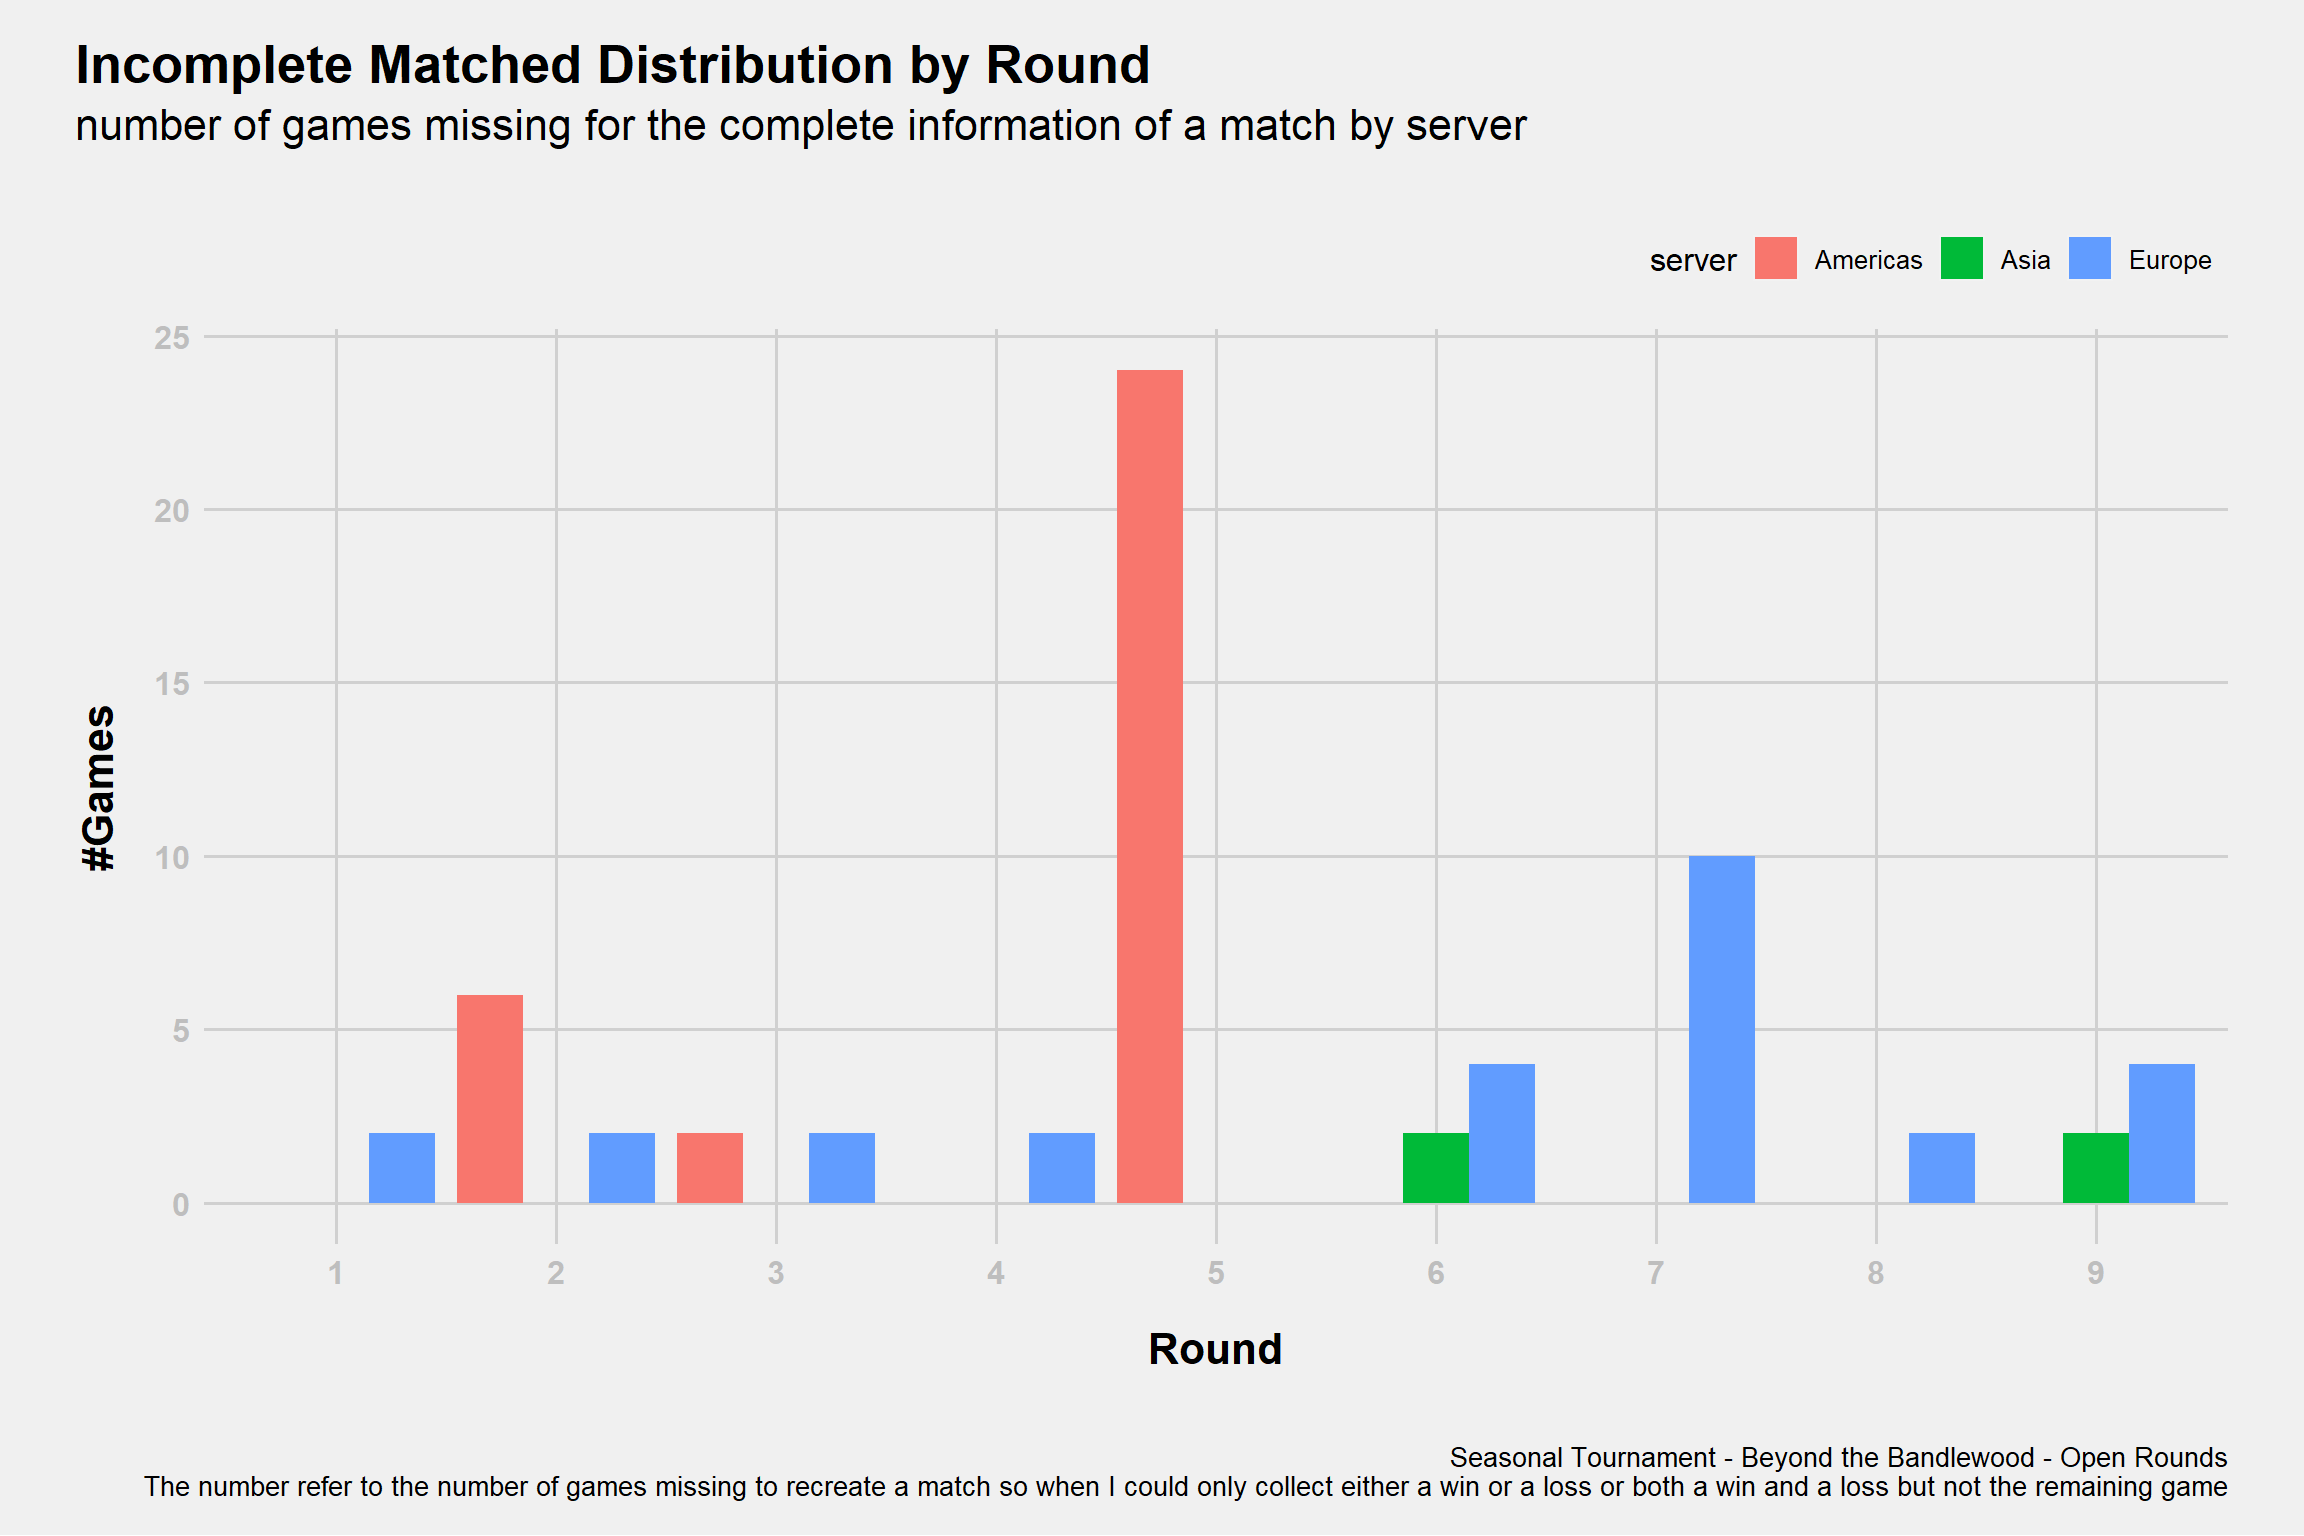 Incomplete Matched Distribution by Round
number of games missing for the complete information of a match by server
server Americas Asia Europe
25
20
15
10
5
0
#Games
1 2 3 4 5 6 7 8 9
Round
Seasonal Tournament - Beyond the Bandlewood - Open Rounds
The number refer to the number of games missing to recreate a match so when I could only collect either a win or a loss or both a win and a loss but not the remaining game